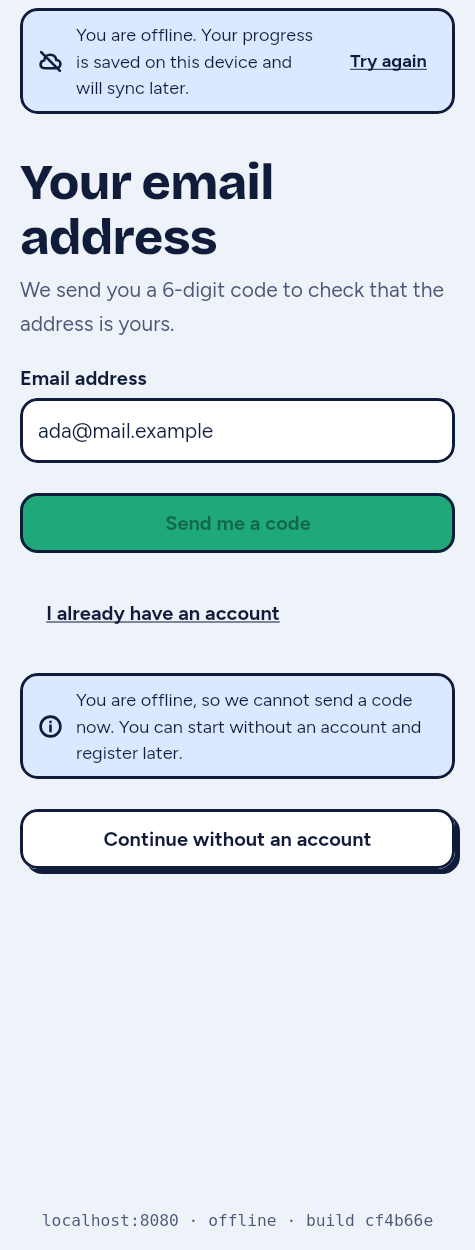 You are offline. Your progress
is saved on this device and
will sync later.
Try again
Your email
address
We send you a 6-digit code to check that the
address is yours.
Email address
ada@mail.example
Send me a code
I already have an account
You are offline, so we cannot send a code
now. You can start without an account and
register later.
Continue without an account
localhost:8080 · offline · build cf4b66e